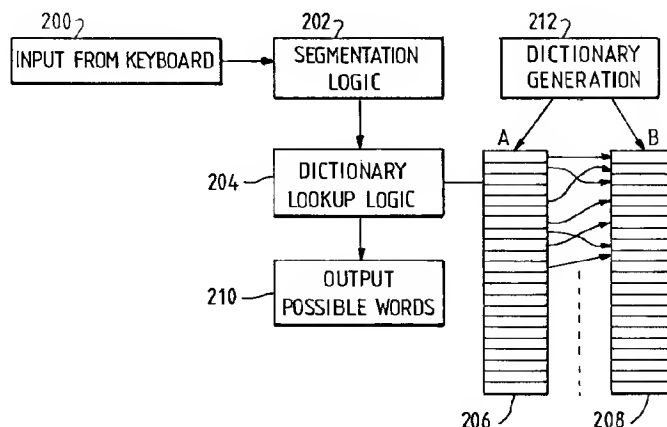 200
INPUT FROM KEYBOARD
202
SEGMENTATION
LOGIC
212
DICTIONARY
GENERATION
204
DICTIONARY
LOOKUP LOGIC
A
B
210
OUTPUT
POSSIBLE WORDS
206
208